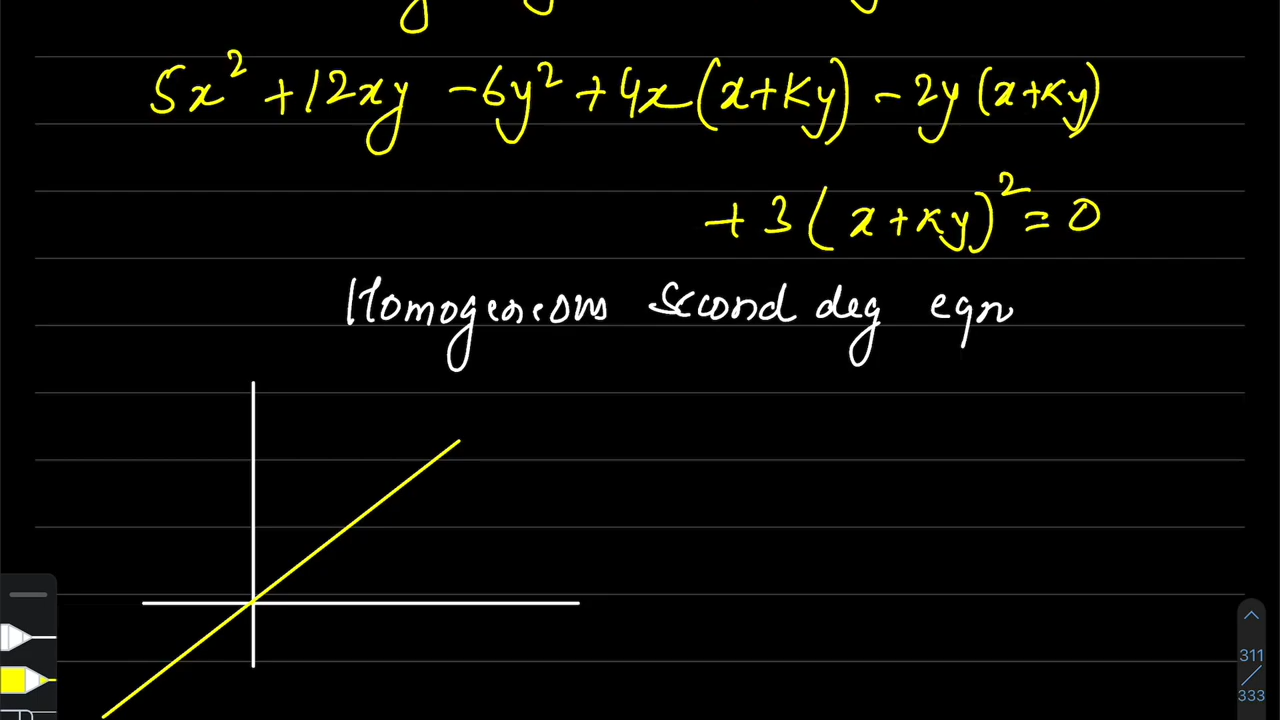 5x² +12xy -6y² +4x(x+Ky) -2y(x+Ky)
+3(x+Ky)² = 0
Homogeneous Second deg eqn
311
333